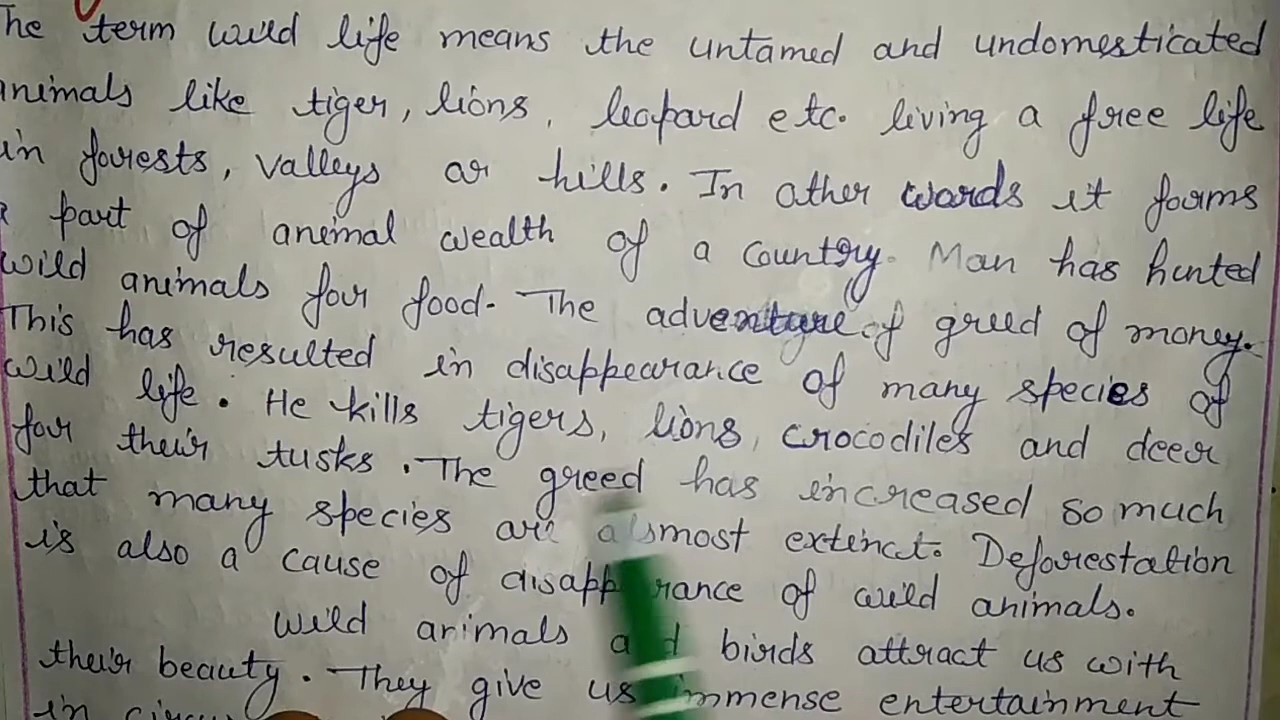 The term wild life means the untamed and undomesticated
animals like tiger, lions, leopard etc. living a free life
in forests, valleys or hills. In other words it forms
a part of animal wealth of a country. Man has hunted
wild animals for food. The adventure of greed of money.
This has resulted in disappearance of many species of
wild life. He kills tigers, lions, crocodiles and deer
for their tusks. The greed has increased so much
that many species are alsmost extinct. Deforestation
is also a cause of disappearance of wild animals.
wild animals and birds attract us with
their beauty. They give us immense entertainment
in